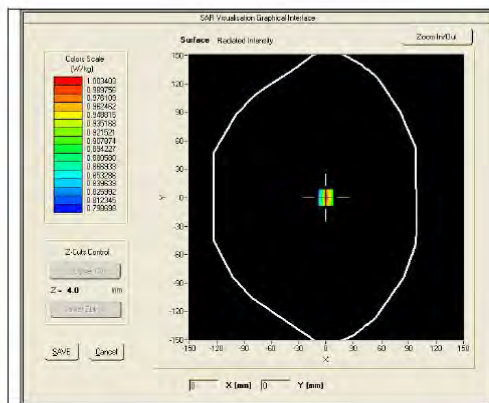 SAR Visualisation Graphical Interface
Surface Radiated Intensity
Zoom In/Out
Colors Scale
(W/kg)
1.003403
0.989756
0.976109
0.962462
0.948815
0.935168
0.921521
0.907874
0.894227
0.880580
0.866933
0.853286
0.839639
0.825992
0.812345
0.798698
150
120
90
60
30
0
-30
-60
-90
-120
-150
Y
-150 -120 -90 -60 -30 0 30 60 90 120 150
X
Z-Cuts Control
Z = 4.0 mm
SAVE
Cancel
X (mm)
0
Y (mm)